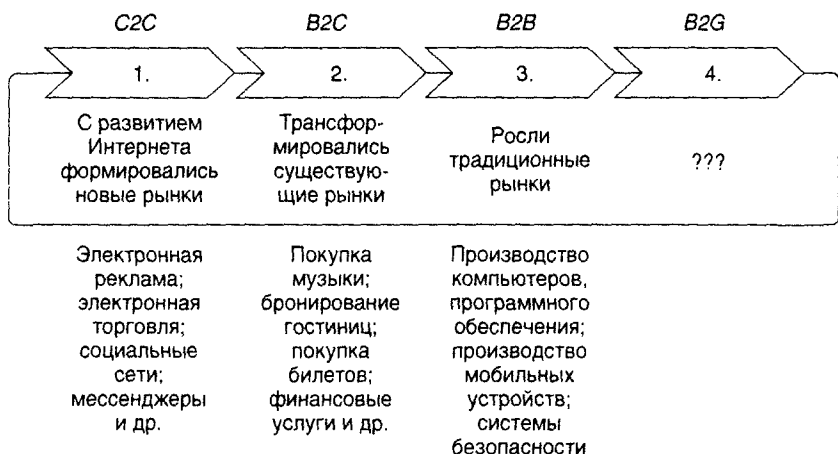 C2C
B2C
B2B
B2G
1.
2.
3.
4.
С развитием
Интернета
формировались
новые рынки
Трансфор-
мировались
существую-
щие рынки
Росли
традиционные
рынки
???
Электронная
реклама;
электронная
торговля;
социальные
сети;
мессенджеры
и др.
Покупка
музыки;
бронирование
гостиниц;
покупка
билетов;
финансовые
услуги и др.
Производство
компьютеров,
программного
обеспечения;
производство
мобильных
устройств;
системы
безопасности